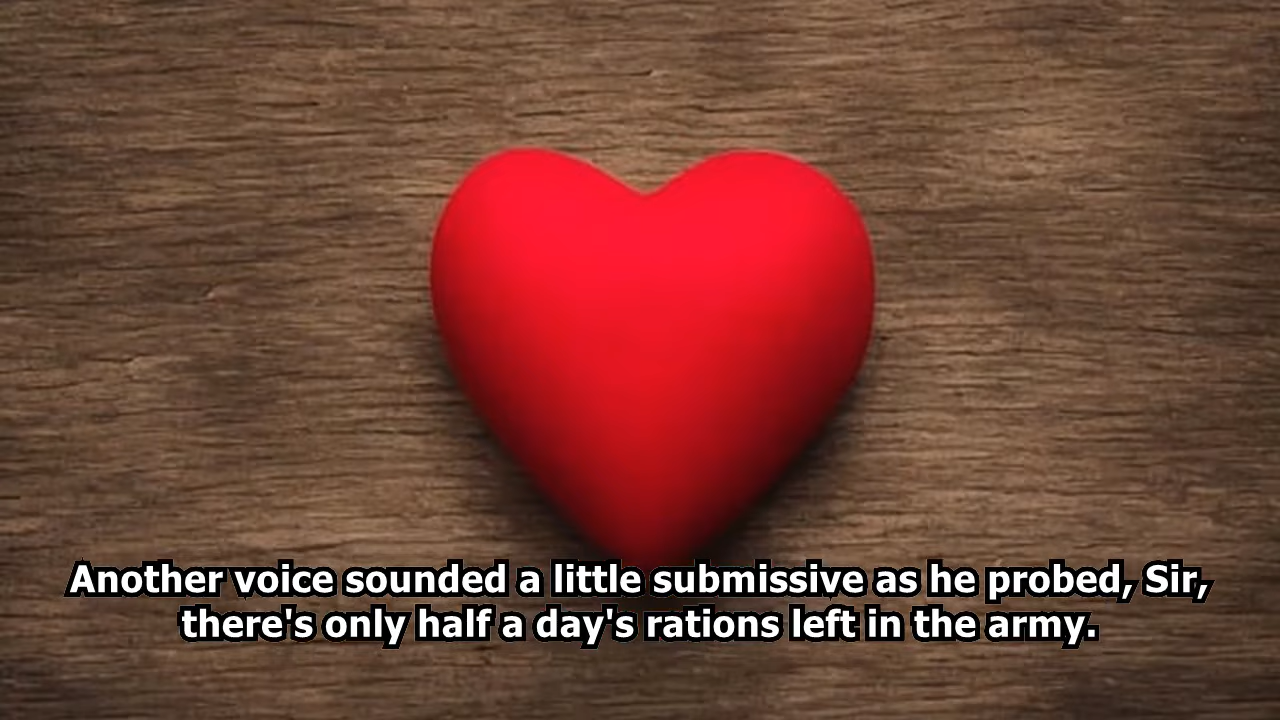 Another voice sounded a little submissive as he probed, Sir,
there's only half a day's rations left in the army.